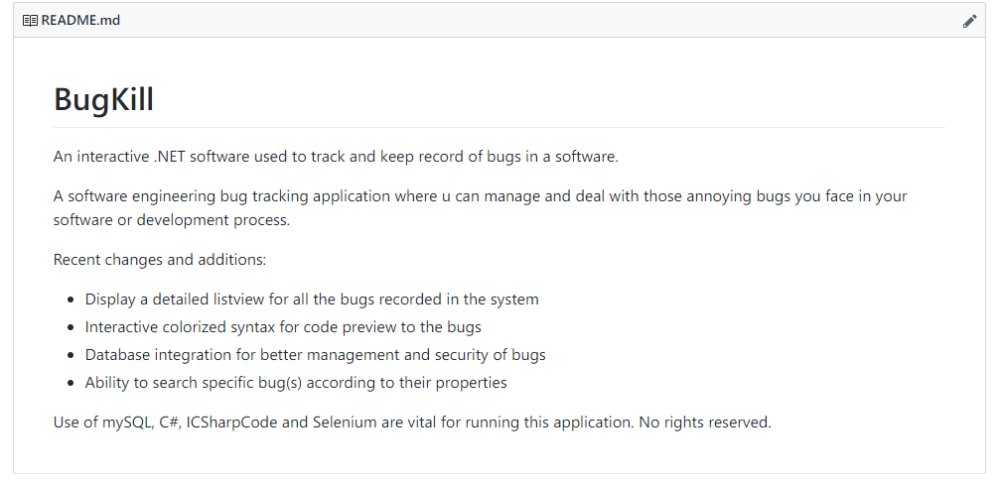 README.md
BugKill
An interactive .NET software used to track and keep record of bugs in a software.
A software engineering bug tracking application where u can manage and deal with those annoying bugs you face in your
software or development process.
Recent changes and additions:
• Display a detailed listview for all the bugs recorded in the system
• Interactive colorized syntax for code preview to the bugs
• Database integration for better management and security of bugs
• Ability to search specific bug(s) according to their properties
Use of mySQL, C#, ICSharpCode and Selenium are vital for running this application. No rights reserved.